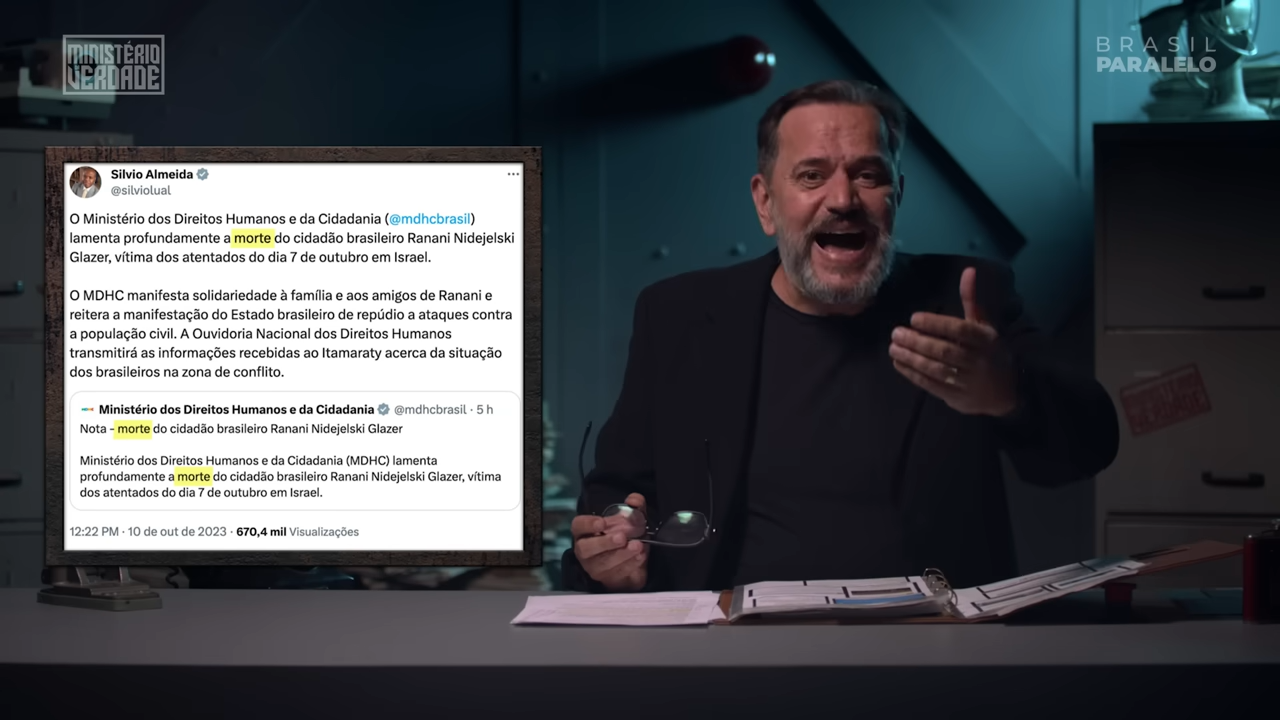 MINISTÉRIO
DA
VERDADE
BRASIL
PARALELO
Silvio Almeida
@silviolual
O Ministério dos Direitos Humanos e da Cidadania (@mdhcbrasil)
lamenta profundamente a morte do cidadão brasileiro Ranani Nidejelski
Glazer, vítima dos atentados do dia 7 de outubro em Israel.
O MDHC manifesta solidariedade à família e aos amigos de Ranani e
reitera a manifestação do Estado brasileiro de repúdio a ataques contra
a população civil. A Ouvidoria Nacional dos Direitos Humanos
transmitirá as informações recebidas ao Itamaraty acerca da situação
dos brasileiros na zona de conflito.
Ministério dos Direitos Humanos e da Cidadania @mdhcbrasil · 5 h
Nota - morte do cidadão brasileiro Ranani Nidejelski Glazer
Ministério dos Direitos Humanos e da Cidadania (MDHC) lamenta
profundamente a morte do cidadão brasileiro Ranani Nidejelski Glazer, vítima
dos atentados do dia 7 de outubro em Israel.
12:22 PM · 10 de out de 2023 · 670,4 mil Visualizações
MINISTÉRIO
VERDADE